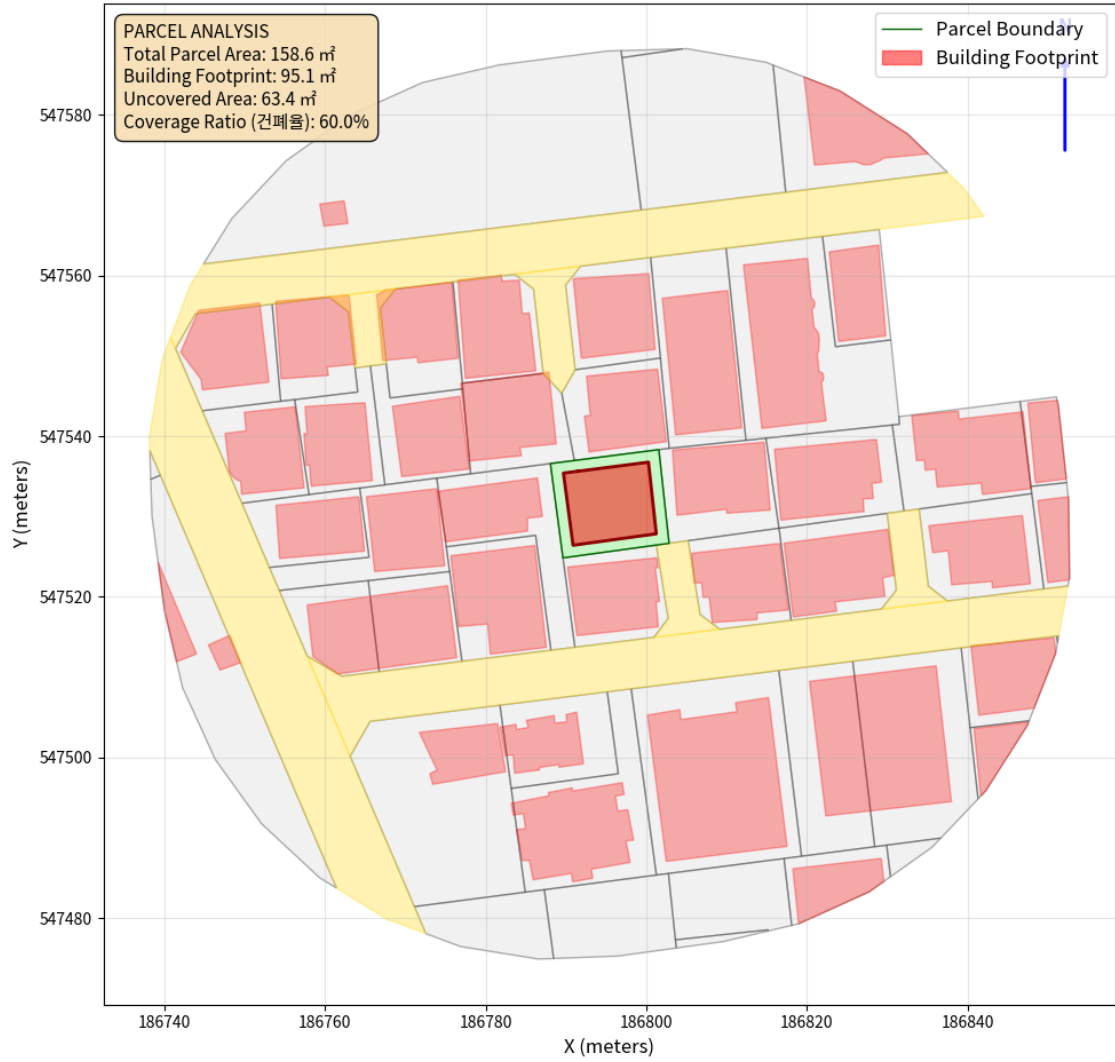 PARCEL ANALYSIS
Total Parcel Area: 158.6 ㎡
Building Footprint: 95.1 ㎡
Uncovered Area: 63.4 ㎡
Coverage Ratio (건폐율): 60.0%
Parcel Boundary
Building Footprint
N
547580
547560
547540
547520
547500
547480
Y (meters)
186740
186760
186780
186800
186820
186840
X (meters)